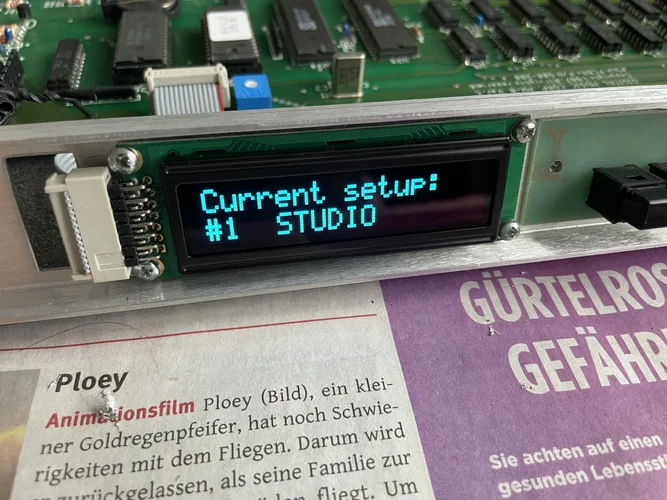 Current setup:
#1 STUDIO
Ploey
Animationsfilm Ploey (Bild), ein klei-
ner Goldregenpfeifer, hat noch Schwie-
rigkeiten mit dem Fliegen. Darum wird
zurückgelassen, als seine Familie zur
fliegt. Um
GÜRTELROS
GEFÄHR
Sie achten auf einen
gesunden Lebenssti